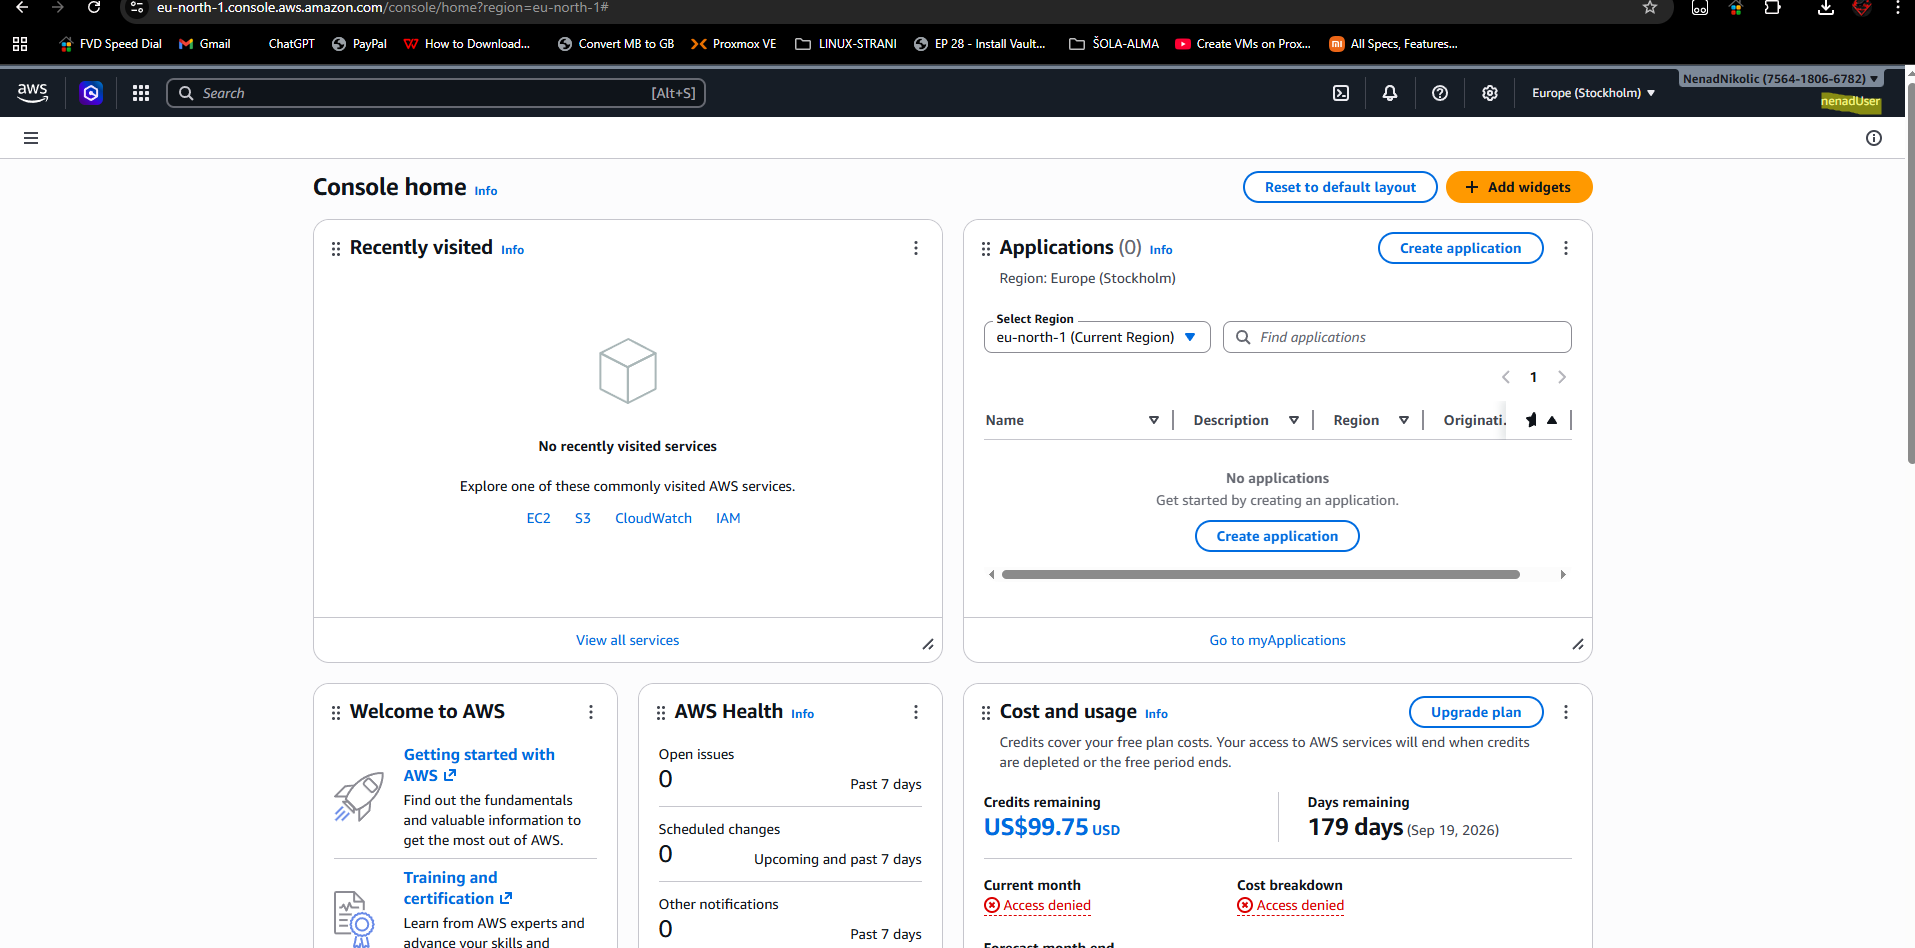 eu-north-1.console.aws.amazon.com/console/home?region=eu-north-1#
FVD Speed Dial
Gmail
ChatGPT
PayPal
How to Download...
Convert MB to GB
Proxmox VE
LINUX-STRANI
EP 28 - Install Vault...
ŠOLA-ALMA
Create VMs on Prox...
All Specs, Features...
aws
Search
[Alt+S]
Europe (Stockholm)
NenadNikolic (7564-1806-6782)
nenadUser
Console home Info
Reset to default layout
Add widgets
Recently visited Info
No recently visited services
Explore one of these commonly visited AWS services.
EC2 S3 CloudWatch IAM
View all services
Applications (0) Info
Create application
Region: Europe (Stockholm)
Select Region
eu-north-1 (Current Region)
Find applications
1
Name Description Region Originati.
No applications
Get started by creating an application.
Create application
Go to myApplications
Welcome to AWS
Getting started with
AWS
Find out the fundamentals
and valuable information to
get the most out of AWS.
Training and
certification
Learn from AWS experts and
advance your skills and
AWS Health Info
Open issues
0
Past 7 days
Scheduled changes
0
Upcoming and past 7 days
Other notifications
0
Past 7 days
Cost and usage Info
Upgrade plan
Credits cover your free plan costs. Your access to AWS services will end when credits
are depleted or the free period ends.
Credits remaining
US$99.75 USD
Days remaining
179 days (Sep 19, 2026)
Current month
Access denied
Cost breakdown
Access denied
Forecast month end